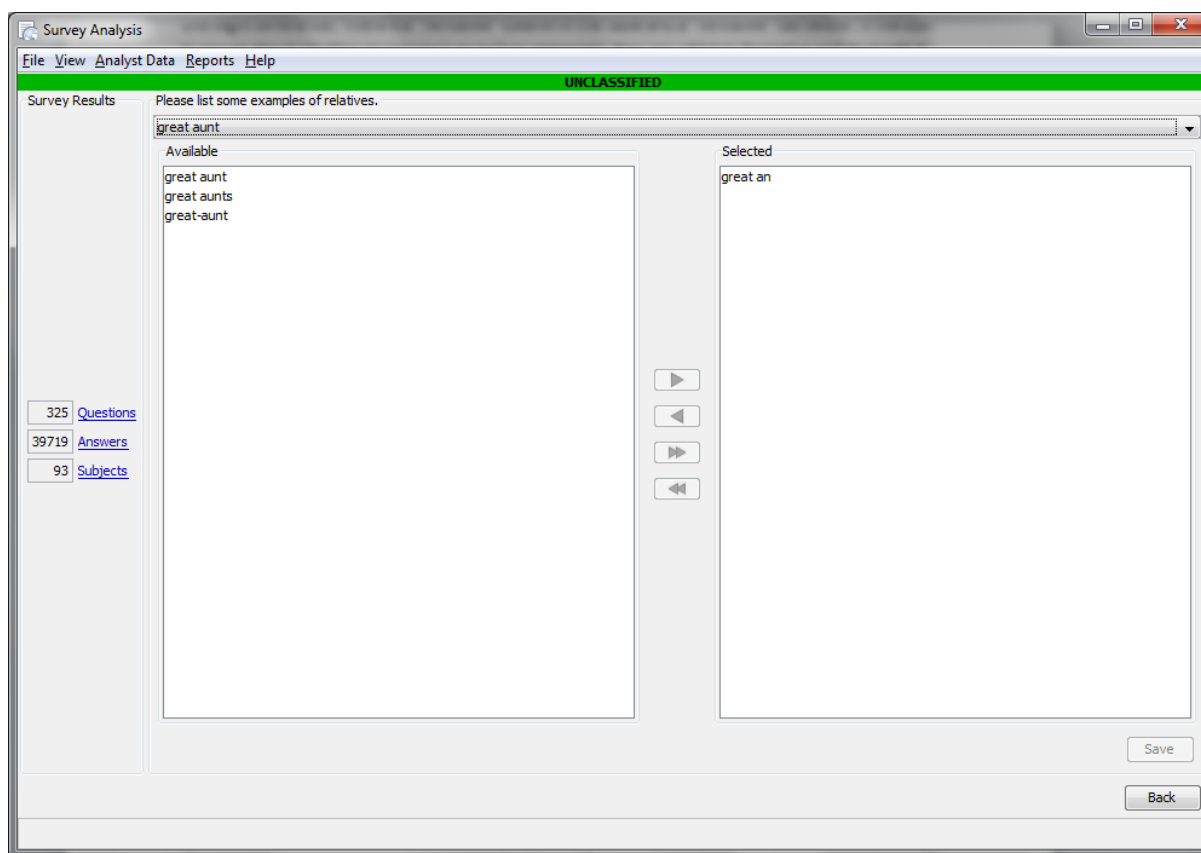 Survey Analysis
File View Analyst Data Reports Help
UNCLASSIFIED
Survey Results
Please list some examples of relatives.
great aunt
Available
great aunt
great aunts
great-aunt
Selected
great an
325 Questions
39719 Answers
93 Subjects
Save
Back